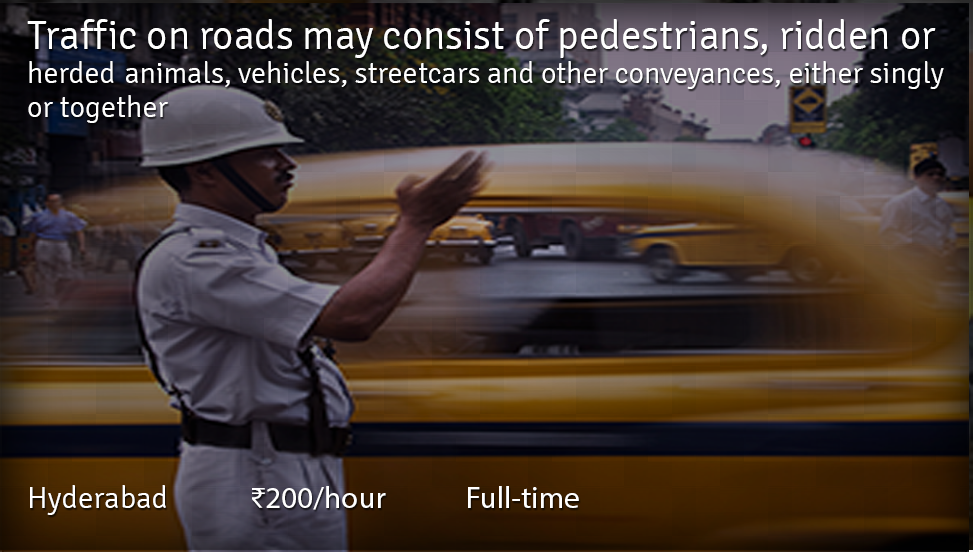 Traffic on roads may consist of pedestrians, ridden or
herded animals, vehicles, streetcars and other conveyances, either singly
or together
Hyderabad ₹200/hour Full-time